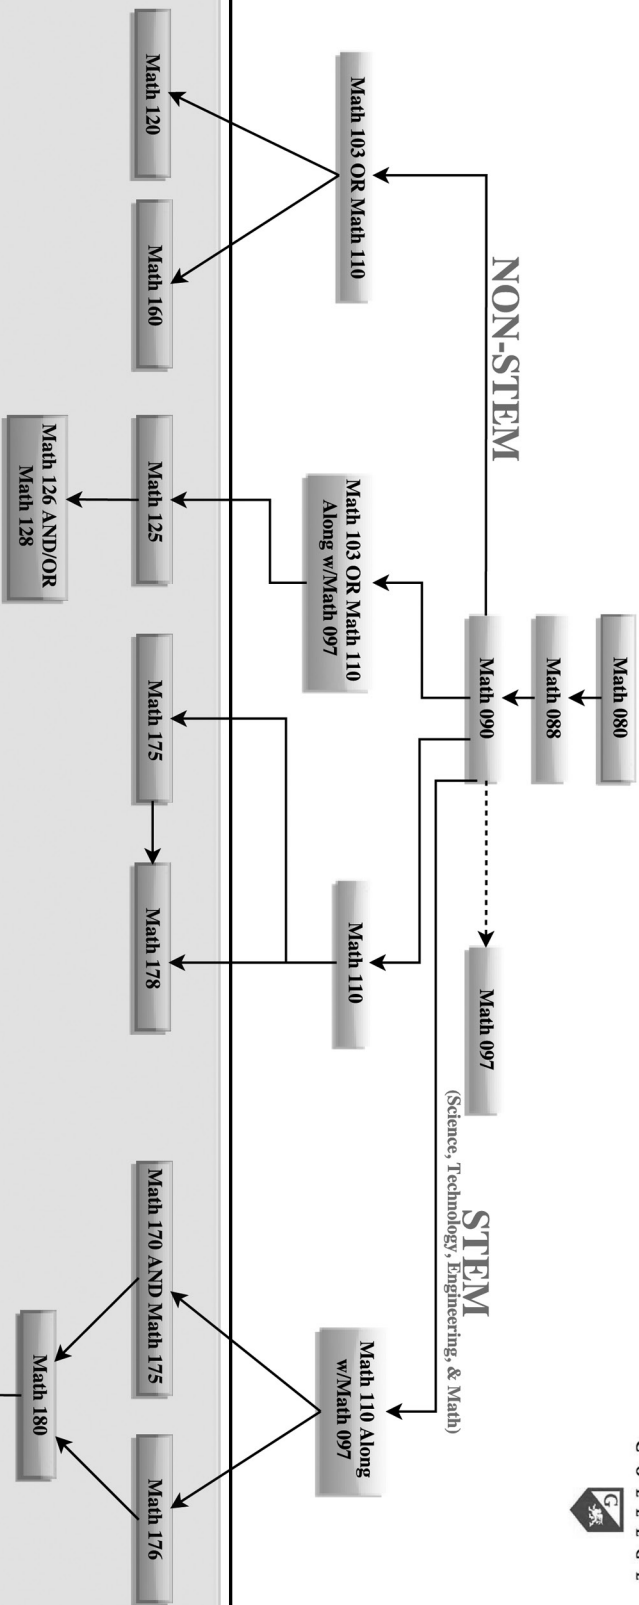 Math 080
Math 088
Math 090
Math 097
NON-STEM
STEM
(Science, Technology, Engineering, & Math)
Math 103 OR Math 110
Math 103 OR Math 110
Along w/Math 097
Math 110
Math 110 Along
w/Math 097
Math 120
Math 160
Math 125
Math 175
Math 178
Math 170 AND Math 175
Math 176
Math 126 AND/OR
Math 128
Math 180
G